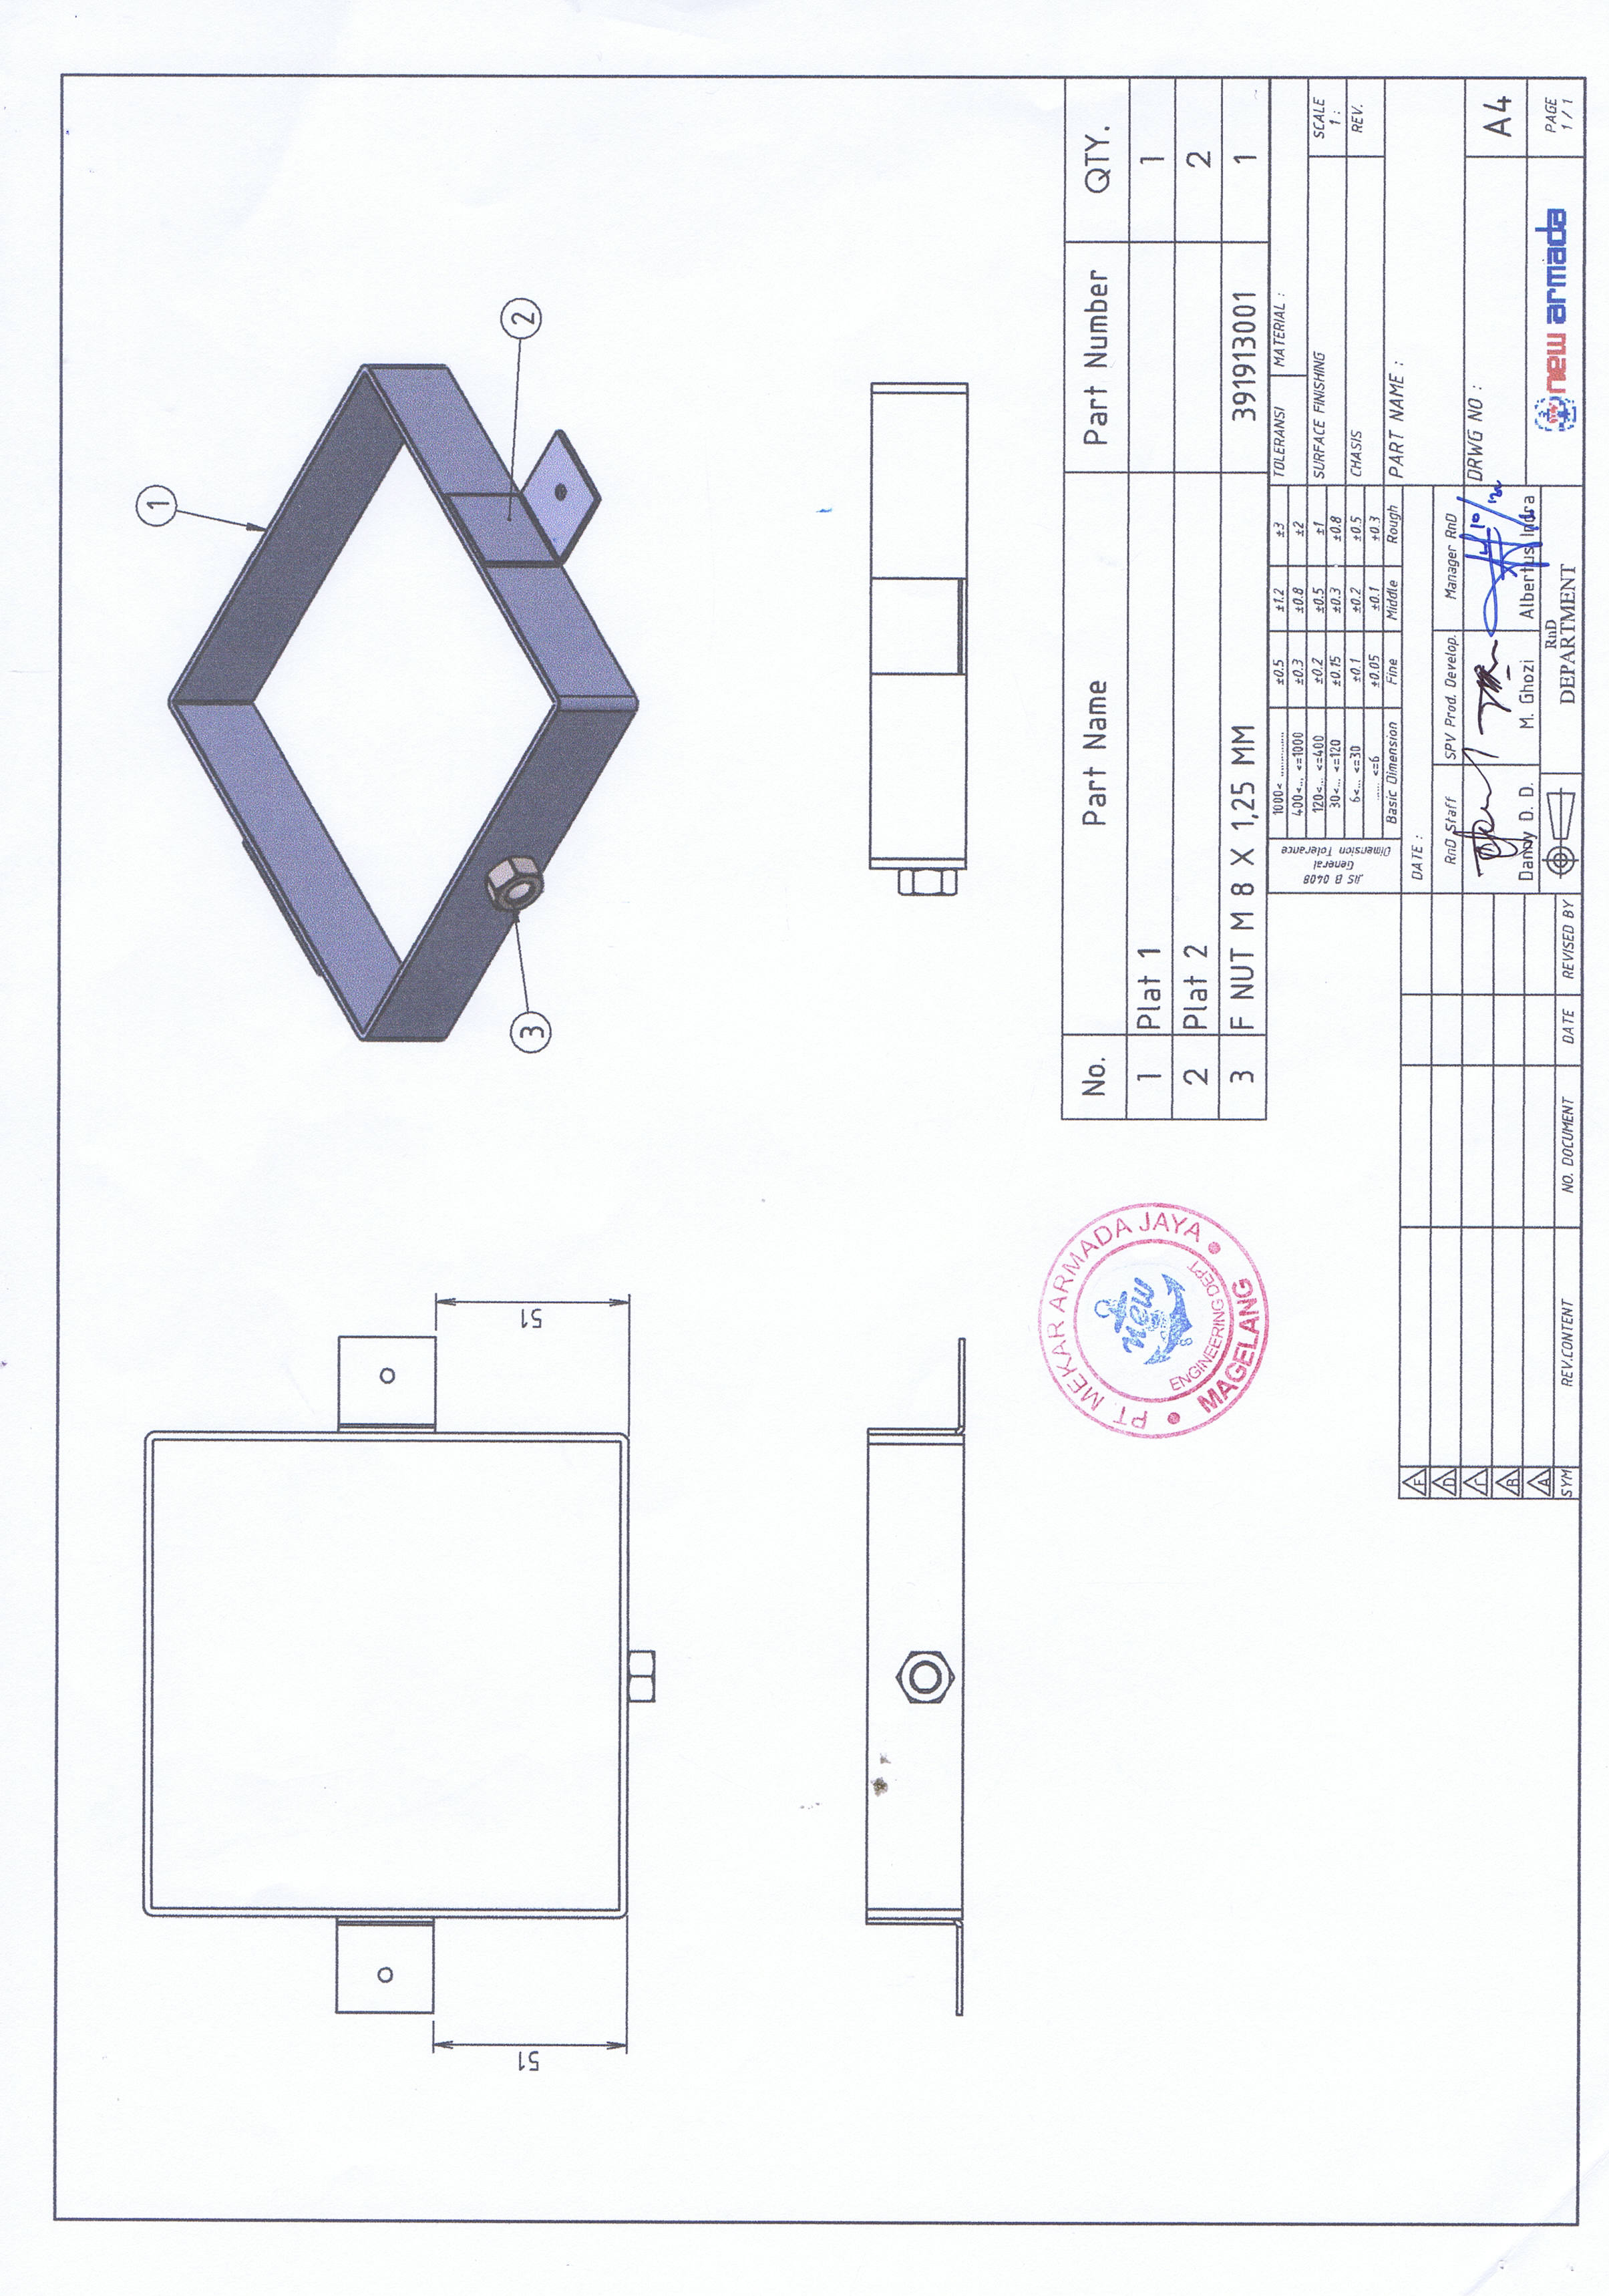 1
2
3
51
51
PT. MEKAR ARMADA JAYA
new
8
ENGINEERING DEPT
MAGELANG
No. Part Name Part Number QTY.
1 Plat 1 1
2 Plat 2 2
3 F NUT M 8 X 1,25 MM 391913001 1
JIS B 0408
General
Dimension Tolerance
1000< ............... ±0.5 ±1.2 ±3
400<... <=1000 ±0.3 ±0.8 ±2
120<... <=400 ±0.2 ±0.5 ±1
30<... <=120 ±0.15 ±0.3 ±0.8
6<... <=30 ±0.1 ±0.2 ±0.5
...... <=6 ±0.05 ±0.1 ±0.3
Basic Dimension Fine Middle Rough
TOLERANSI MATERIAL :
SURFACE FINISHING
SCALE
1 :
CHASIS
REV.
PART NAME :
DATE :
RnD Staff SPV Prod. Develop. Manager RnD
Danny D. D. M. Ghozi Albertus Indra
DRWG NO :
A4
RnD
DEPARTMENT
new armada
PAGE
1 / 1
F
D
B
A
SYM REV.CONTENT NO. DOCUMENT DATE REVISED BY